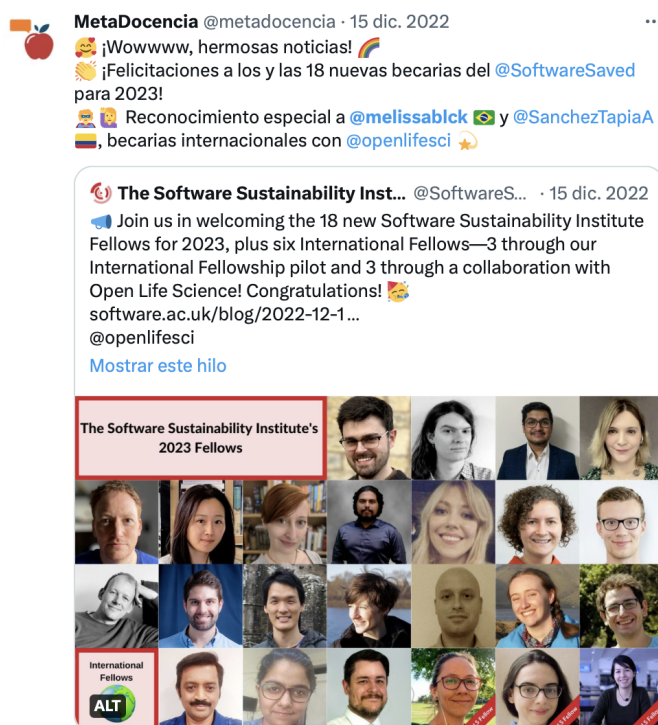 MetaDocencia @metadocencia · 15 dic. 2022
🥰 ¡Wowwww, hermosas noticias! 🌈
👏 ¡Felicitaciones a los y las 18 nuevas becarias del @SoftwareSaved
para 2023!
🦸🙋‍♀️ Reconocimiento especial a @melissablck 🇧🇷 y @SanchezTapiaA
🇨🇴, becarias internacionales con @openlifesci 💫
The Software Sustainability Inst... @SoftwareS... · 15 dic. 2022
📣 Join us in welcoming the 18 new Software Sustainability Institute
Fellows for 2023, plus six International Fellows—3 through our
International Fellowship pilot and 3 through a collaboration with
Open Life Science! Congratulations! 🥳
software.ac.uk/blog/2022-12-1...
@openlifesci
Mostrar este hilo
The Software Sustainability Institute's
2023 Fellows
International
Fellows
ALT